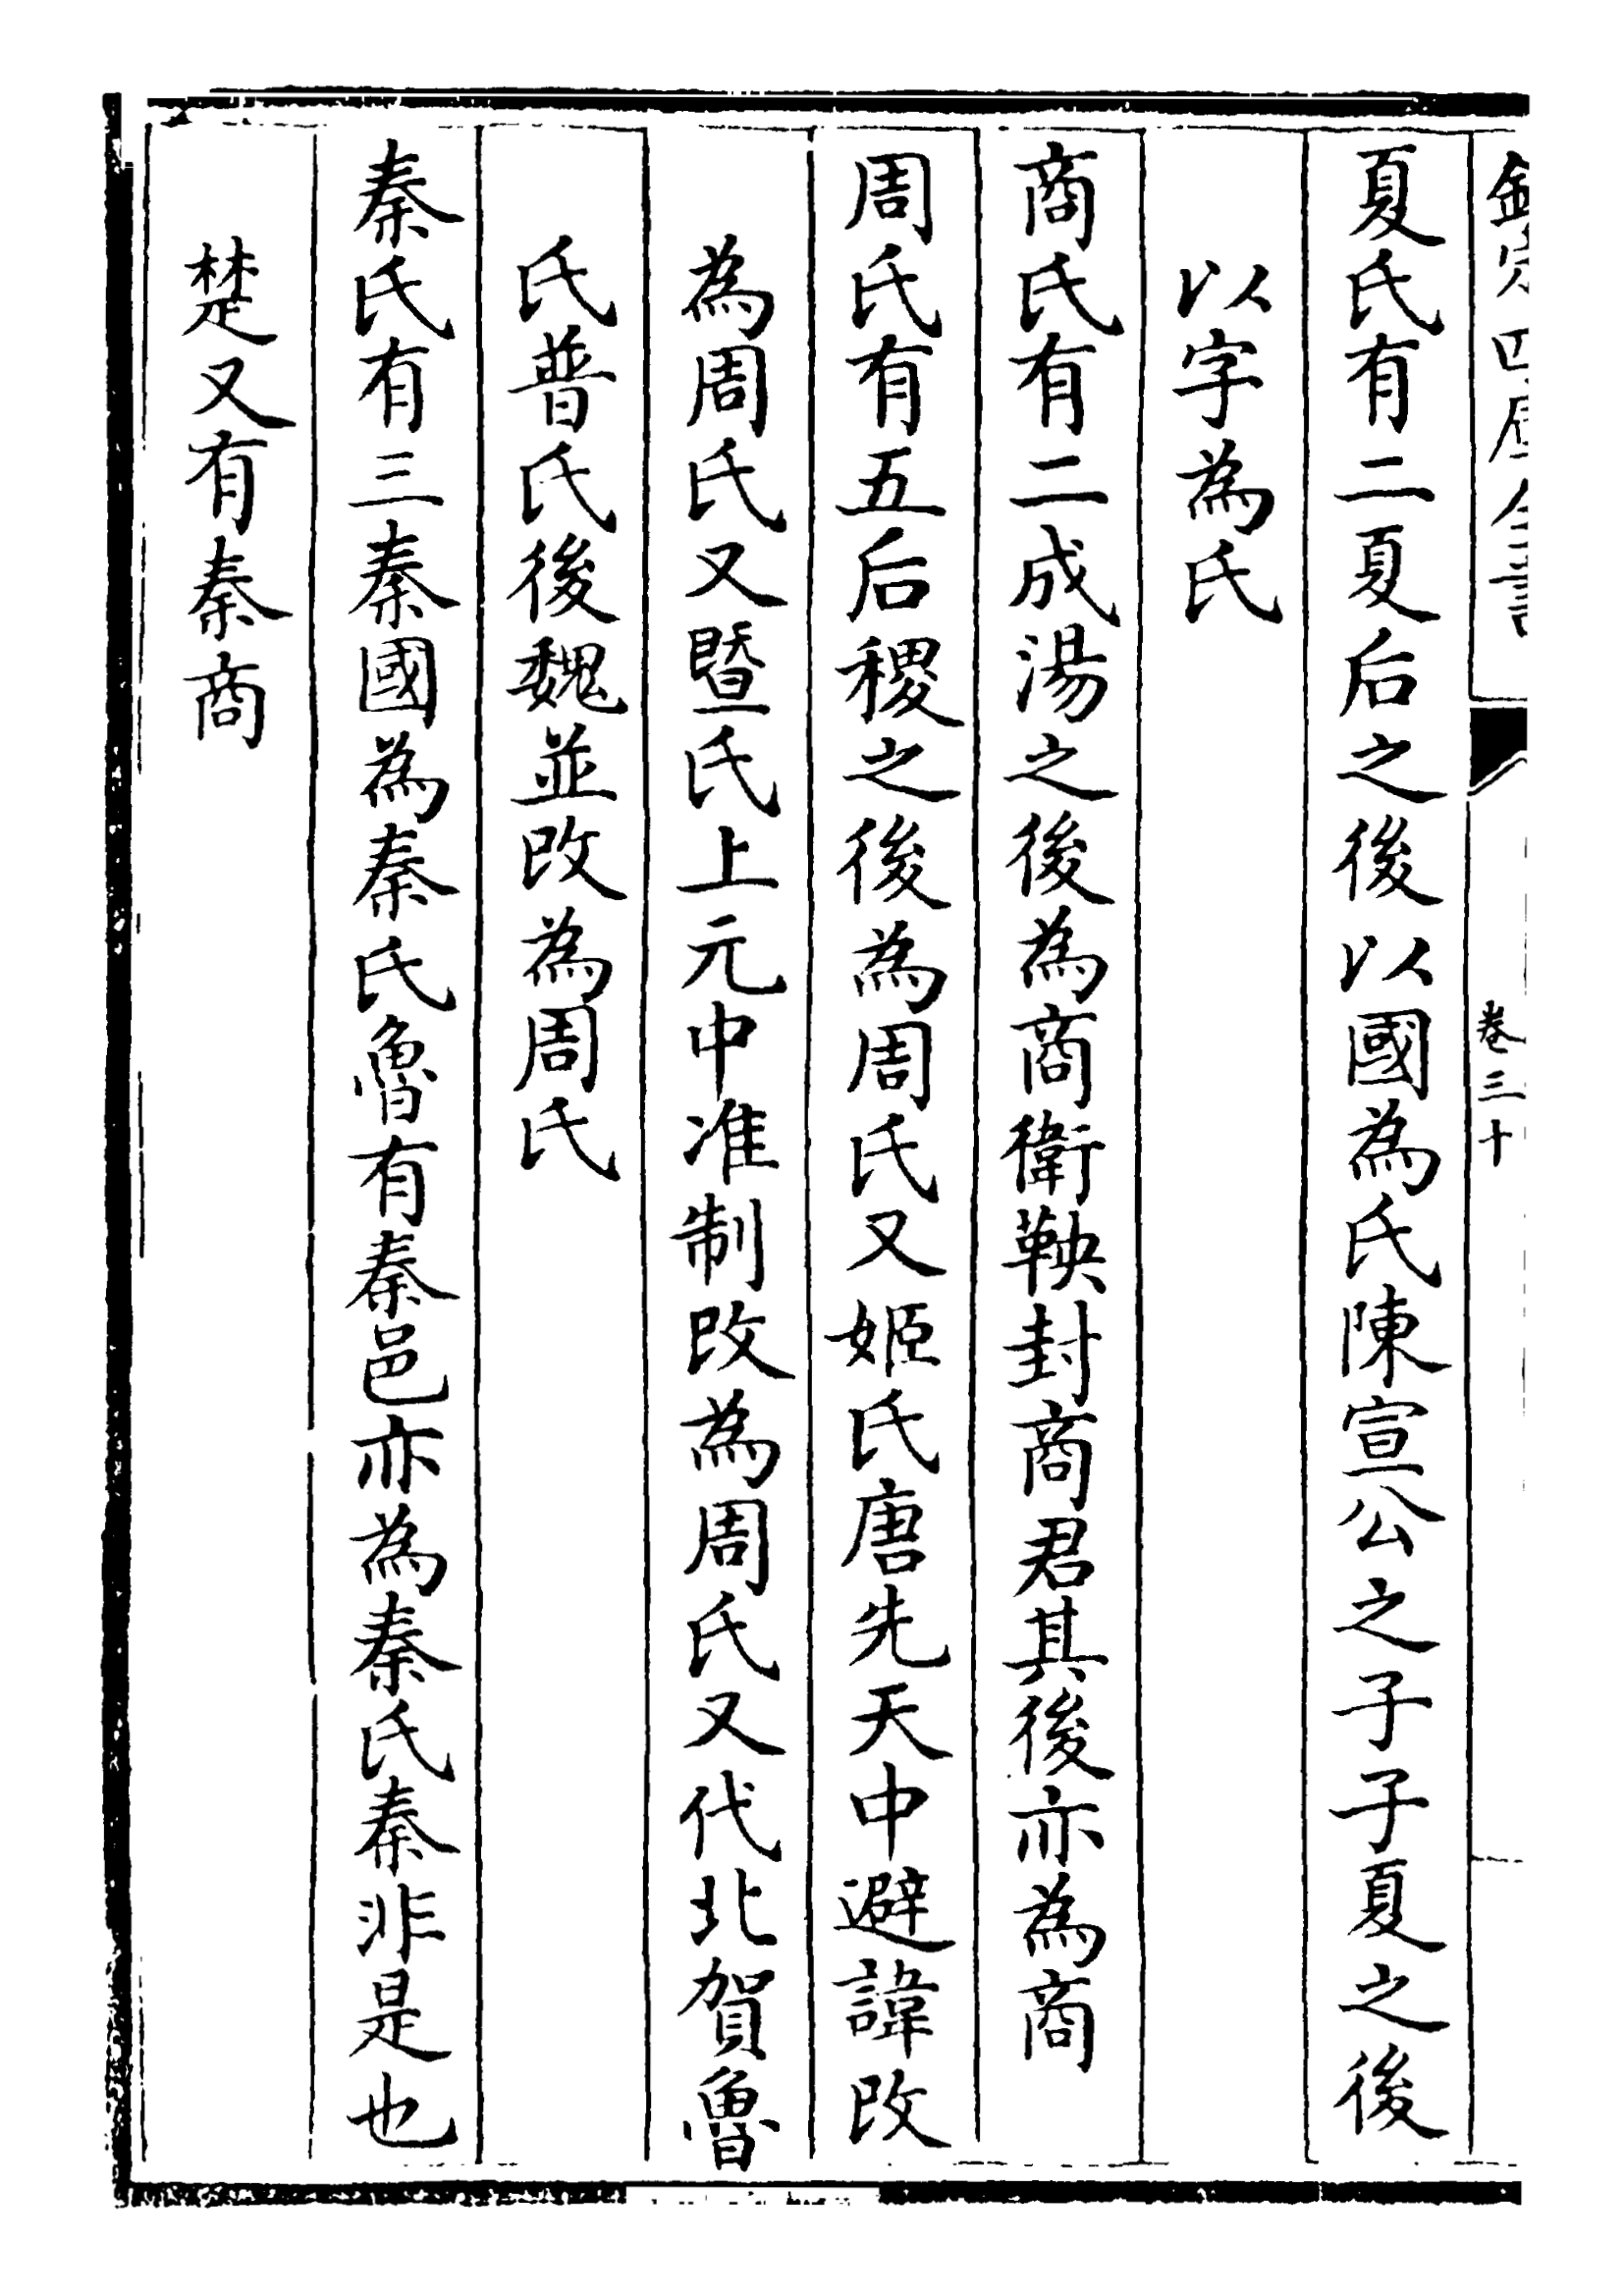 欽定四庫全書
卷三十
夏氏有二夏后之後以國為氏陳宣公之子子夏之後
以字為氏
商氏有二成湯之後為商衛鞅封商君其後亦為商
周氏有五后稷之後為周氏又姬氏唐先天中避諱改
為周氏又暨氏上元中准制改為周氏又代北賀魯
氏普氏後魏並改為周氏
秦氏有三秦國為秦氏魯有秦邑亦為秦氏秦非是也
楚又有秦商